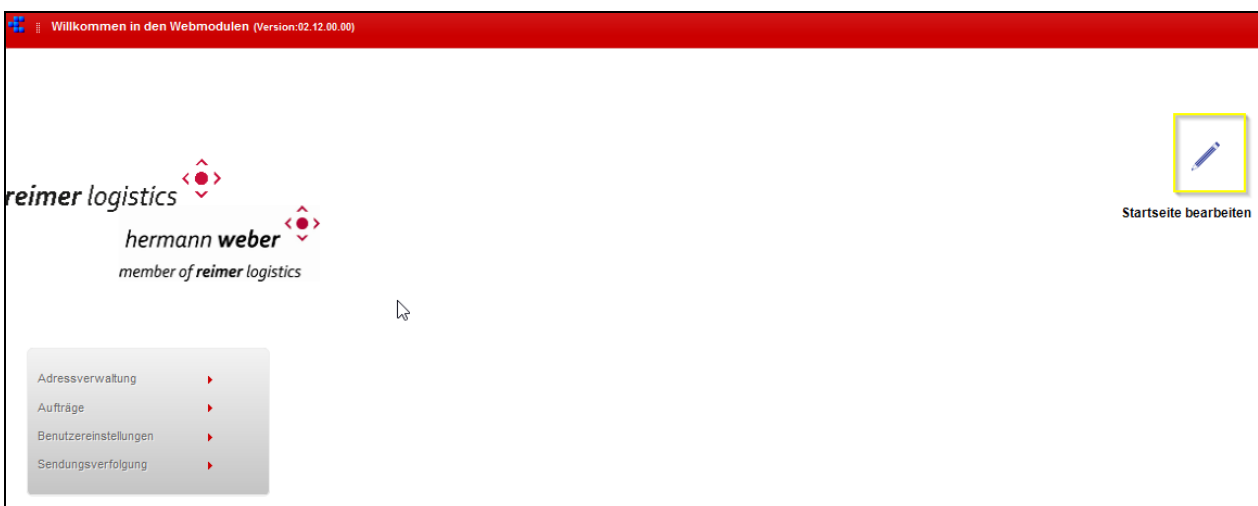 Willkommen in den Webmodulen (Version:02.12.00.00)
reimer logistics
hermann weber
member of reimer logistics
Startseite bearbeiten
Adressverwaltung
Aufträge
Benutzereinstellungen
Sendungsverfolgung